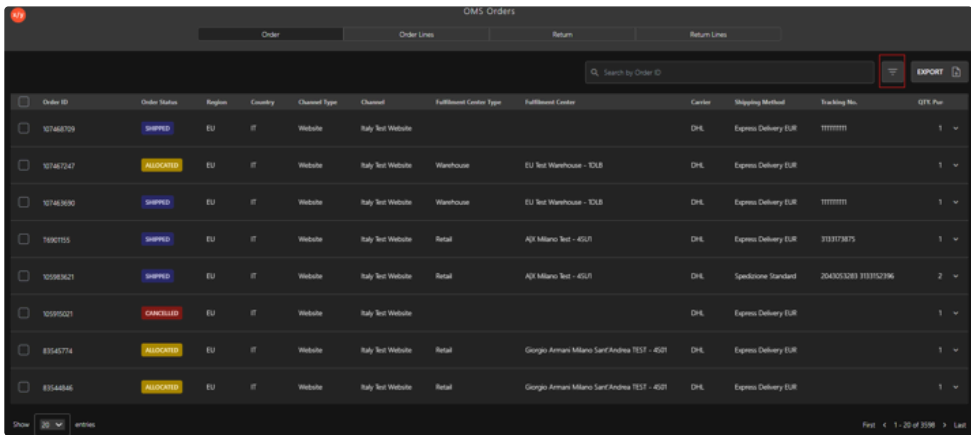 x/y
OMS Orders
Order Order Lines Return Return Lines
Search by Order ID EXPORT
Order ID Order Status Region Country Channel Type Channel Fulfillment Center Type Fulfillment Center Carrier Shipping Method Tracking No. QTY. Pur
107468709 SHIPPED EU IT Website Italy Test Website DHL Express Delivery EUR 1111111111 1
107467247 ALLOCATED EU IT Website Italy Test Website Warehouse EU Test Warehouse - 1OLB DHL Express Delivery EUR 1
107463690 SHIPPED EU IT Website Italy Test Website Warehouse EU Test Warehouse - 1OLB DHL Express Delivery EUR 1111111111 1
T6901155 SHIPPED EU IT Website Italy Test Website Retail A|X Milano Test - 4SU1 DHL Express Delivery EUR 3133173875 1
105983621 SHIPPED EU IT Website Italy Test Website Retail A|X Milano Test - 4SU1 DHL Spedizione Standard 2043053283 3133152396 2
105915021 CANCELLED EU IT Website Italy Test Website DHL Express Delivery EUR 1
83545774 ALLOCATED EU IT Website Italy Test Website Retail Giorgio Armani Milano Sant'Andrea TEST - 4501 DHL Express Delivery EUR 1
83544846 ALLOCATED EU IT Website Italy Test Website Retail Giorgio Armani Milano Sant'Andrea TEST - 4501 DHL Express Delivery EUR 1
Show 20 entries First < 1 - 20 of 3598 > Last